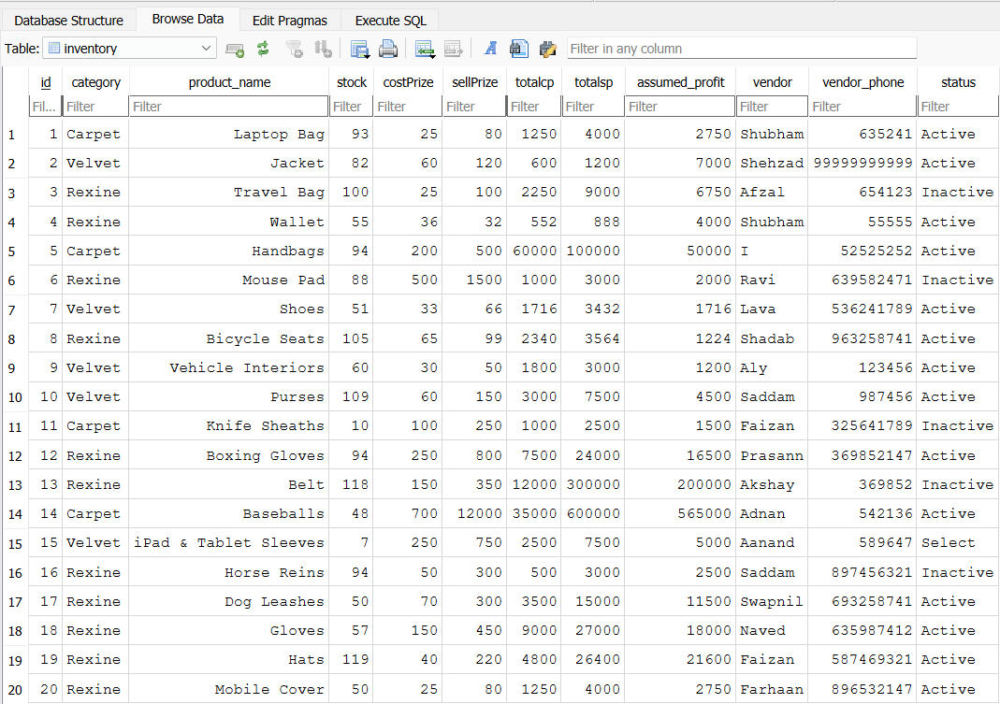 Database Structure Browse Data Edit Pragmas Execute SQL
Table: inventory Filter in any column
id category product_name stock costPrize sellPrize totalcp totalsp assumed_profit vendor vendor_phone status
Fil... Filter Filter Filter Filter Filter Filter Filter Filter Filter Filter Filter
1 1 Carpet Laptop Bag 93 25 80 1250 4000 2750 Shubham 635241 Active
2 2 Velvet Jacket 82 60 120 600 1200 7000 Shehzad 99999999999 Active
3 3 Rexine Travel Bag 100 25 100 2250 9000 6750 Afzal 654123 Inactive
4 4 Rexine Wallet 55 36 32 552 888 4000 Shubham 55555 Active
5 5 Carpet Handbags 94 200 500 60000 100000 50000 I 52525252 Active
6 6 Rexine Mouse Pad 88 500 1500 1000 3000 2000 Ravi 639582471 Inactive
7 7 Velvet Shoes 51 33 66 1716 3432 1716 Lava 536241789 Active
8 8 Rexine Bicycle Seats 105 65 99 2340 3564 1224 Shadab 963258741 Active
9 9 Velvet Vehicle Interiors 60 30 50 1800 3000 1200 Aly 123456 Active
10 10 Velvet Purses 109 60 150 3000 7500 4500 Saddam 987456 Active
11 11 Carpet Knife Sheaths 10 100 250 1000 2500 1500 Faizan 325641789 Inactive
12 12 Rexine Boxing Gloves 94 250 800 7500 24000 16500 Prasann 369852147 Active
13 13 Rexine Belt 118 150 350 12000 300000 200000 Akshay 369852 Inactive
14 14 Carpet Baseballs 48 700 12000 35000 600000 565000 Adnan 542136 Active
15 15 Velvet iPad & Tablet Sleeves 7 250 750 2500 7500 5000 Aanand 589647 Select
16 16 Rexine Horse Reins 94 50 300 500 3000 2500 Saddam 897456321 Inactive
17 17 Rexine Dog Leashes 50 70 300 3500 15000 11500 Swapnil 693258741 Active
18 18 Rexine Gloves 57 150 450 9000 27000 18000 Naved 635987412 Active
19 19 Rexine Hats 119 40 220 4800 26400 21600 Faizan 587469321 Active
20 20 Rexine Mobile Cover 50 25 80 1250 4000 2750 Farhaan 896532147 Active